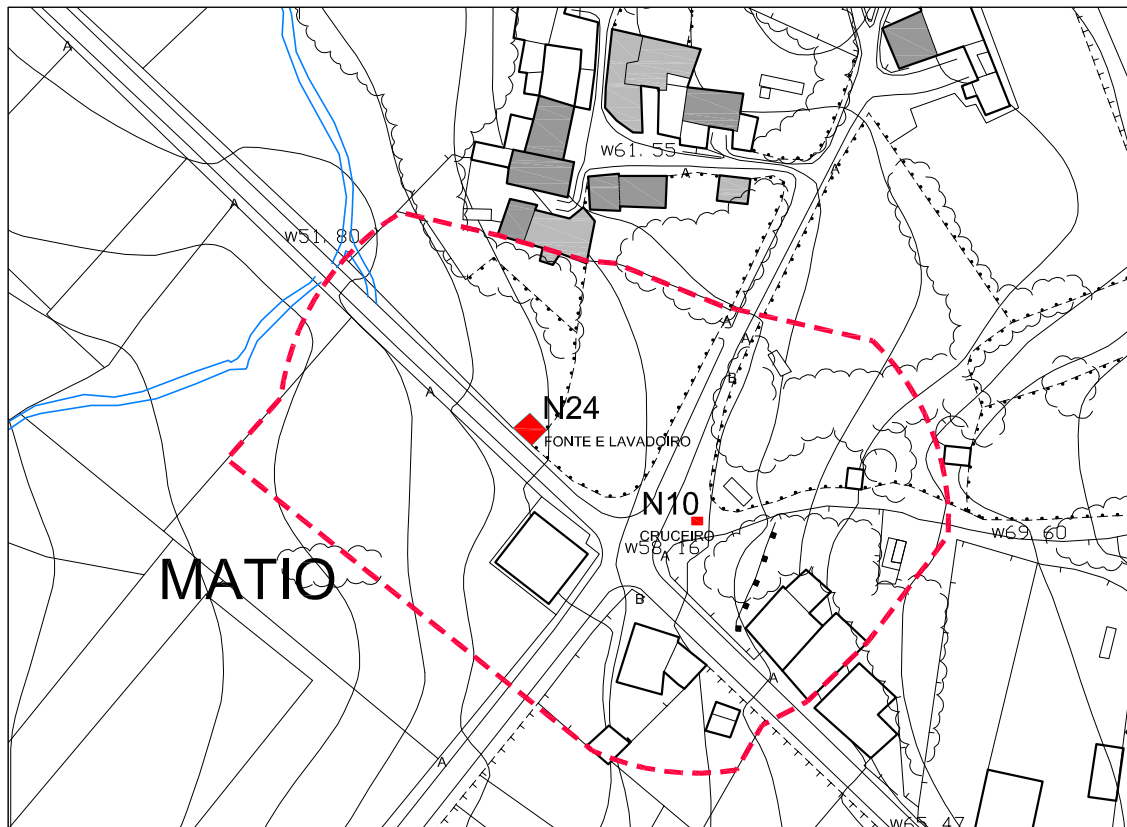 A
W61. 55
A
A
A
W51. 80
A
A
B
A
N24
FONTE E LAVADOIRO
N10
CRUCEIRO
W58. 16
A
W69. 60
MATIO
B
A
A
W65. 47